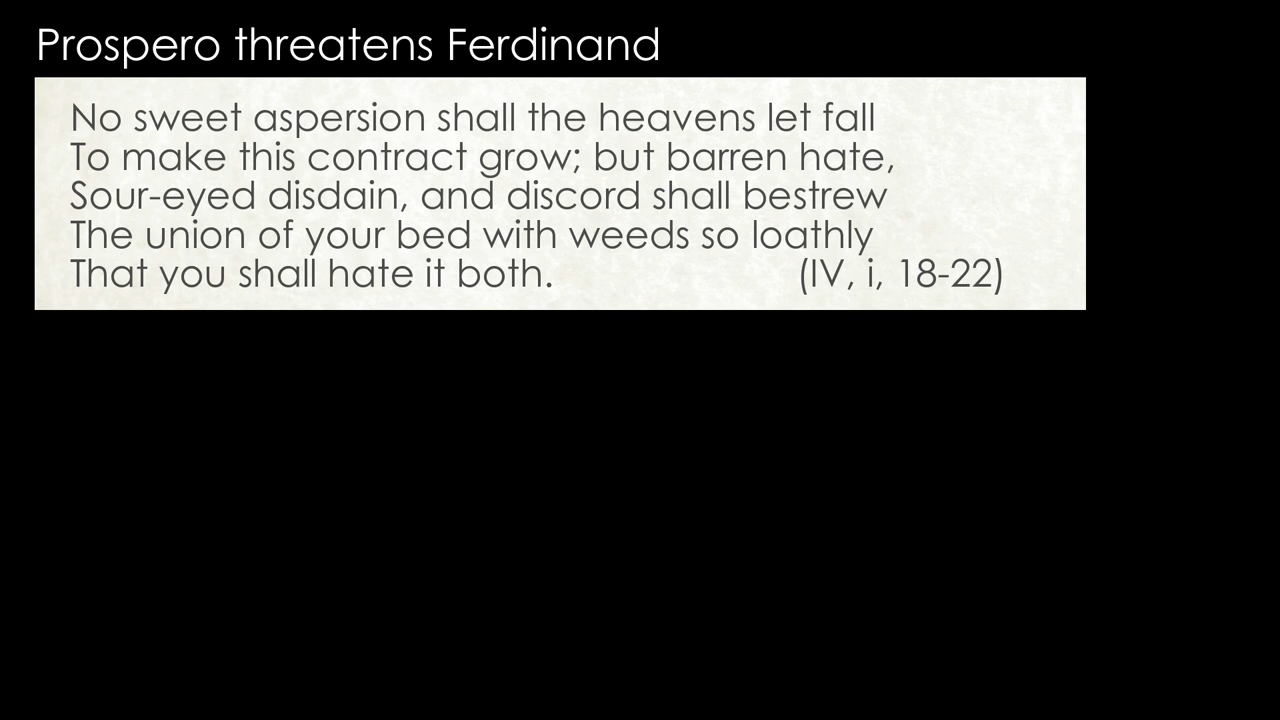 Prospero threatens Ferdinand
No sweet aspersion shall the heavens let fall
To make this contract grow; but barren hate,
Sour-eyed disdain, and discord shall bestrew
The union of your bed with weeds so loathly
That you shall hate it both. (IV, i, 18-22)